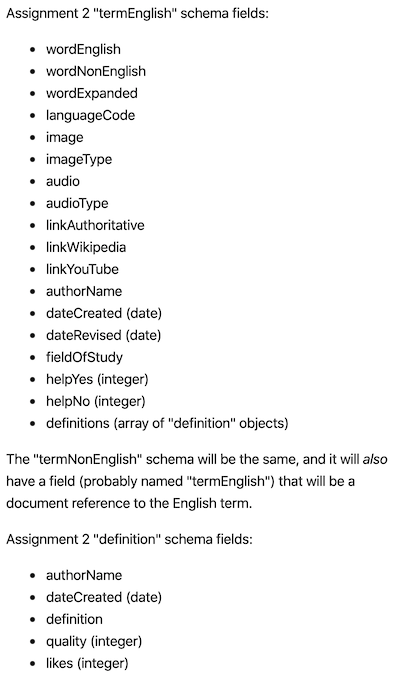 Assignment 2 "termEnglish" schema fields:
• wordEnglish
• wordNonEnglish
• wordExpanded
• languageCode
• image
• imageType
• audio
• audioType
• linkAuthoritative
• linkWikipedia
• linkYouTube
• authorName
• dateCreated (date)
• dateRevised (date)
• fieldOfStudy
• helpYes (integer)
• helpNo (integer)
• definitions (array of "definition" objects)
The "termNonEnglish" schema will be the same, and it will also
have a field (probably named "termEnglish") that will be a
document reference to the English term.
Assignment 2 "definition" schema fields:
• authorName
• dateCreated (date)
• definition
• quality (integer)
• likes (integer)